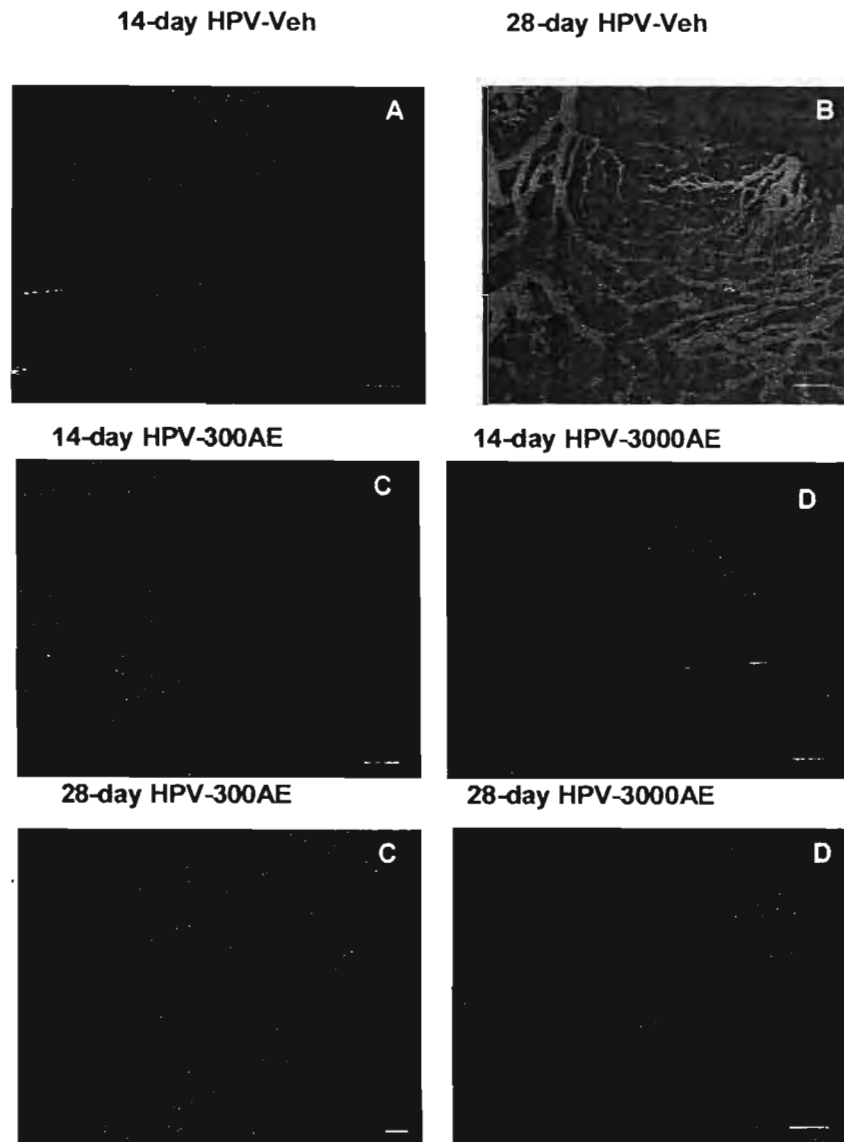 14-day HPV-Veh
28-day HPV-Veh
A
B
14-day HPV-300AE
14-day HPV-3000AE
C
D
28-day HPV-300AE
28-day HPV-3000AE
C
D